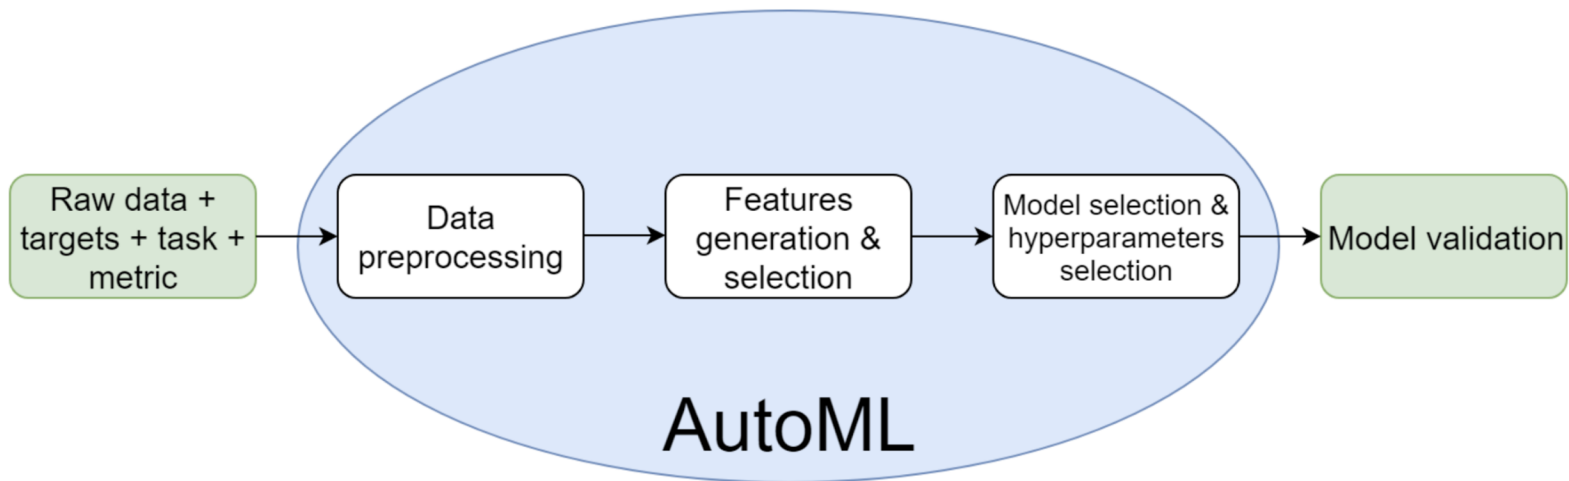 Raw data +
targets + task +
metric
Data
preprocessing
Features
generation &
selection
Model selection &
hyperparameters
selection
Model validation
AutoML